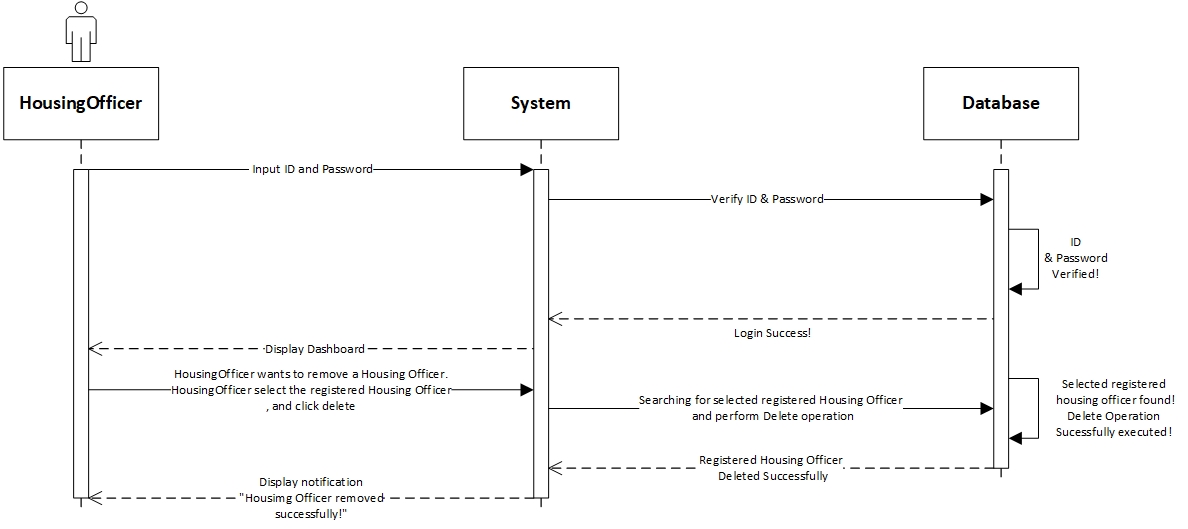 HousingOfficer
System
Database
Input ID and Password
Verify ID & Password
ID
& Password
Verified!
Login Success!
Display Dashboard
HousingOfficer wants to remove a Housing Officer.
HousingOfficer select the registered Housing Officer
, and click delete
Searching for selected registered Housing Officer
and perform Delete operation
Selected registered
housing officer found!
Delete Operation
Sucessfully executed!
Registered Housing Officer
Deleted Successfully
Display notification
"Housimg Officer removed
successfully!"